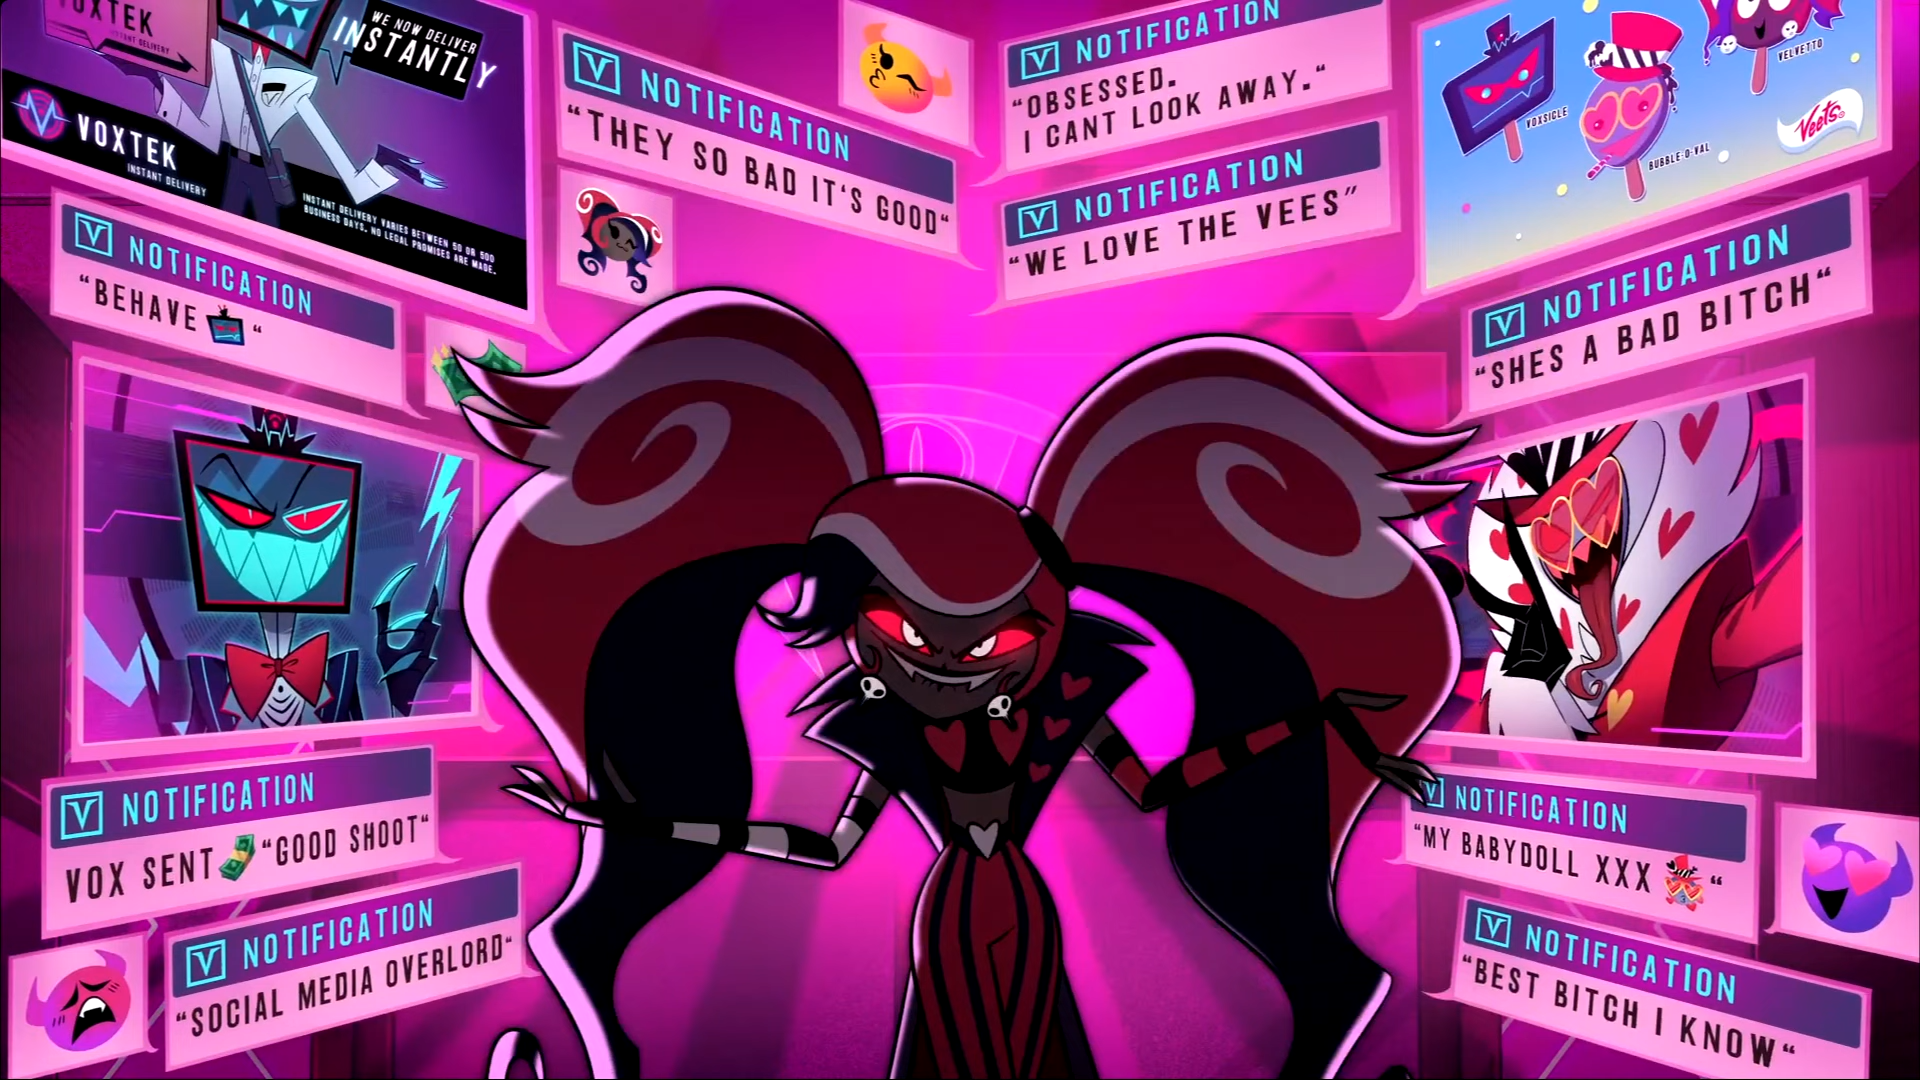 VOXTEK
INSTANT DELIVERY
WE NOW DELIVER
INSTANTLY
VOXTEK
INSTANT DELIVERY
INSTANT DELIVERY VARIES BETWEEN 50 OR 500
BUSINESS DAYS. NO LEGAL PROMISES ARE MADE.
NOTIFICATION
"THEY SO BAD IT'S GOOD"
NOTIFICATION
"OBSESSED.
I CANT LOOK AWAY."
NOTIFICATION
"WE LOVE THE VEES"
VOXSICLE
BUBBLE-O-VAL
VELVETTO
Veets
NOTIFICATION
"BEHAVE "
NOTIFICATION
"SHES A BAD BITCH"
NOTIFICATION
VOX SENT "GOOD SHOOT"
NOTIFICATION
"SOCIAL MEDIA OVERLORD"
NOTIFICATION
"MY BABYDOLL XXX "
NOTIFICATION
"BEST BITCH I KNOW"